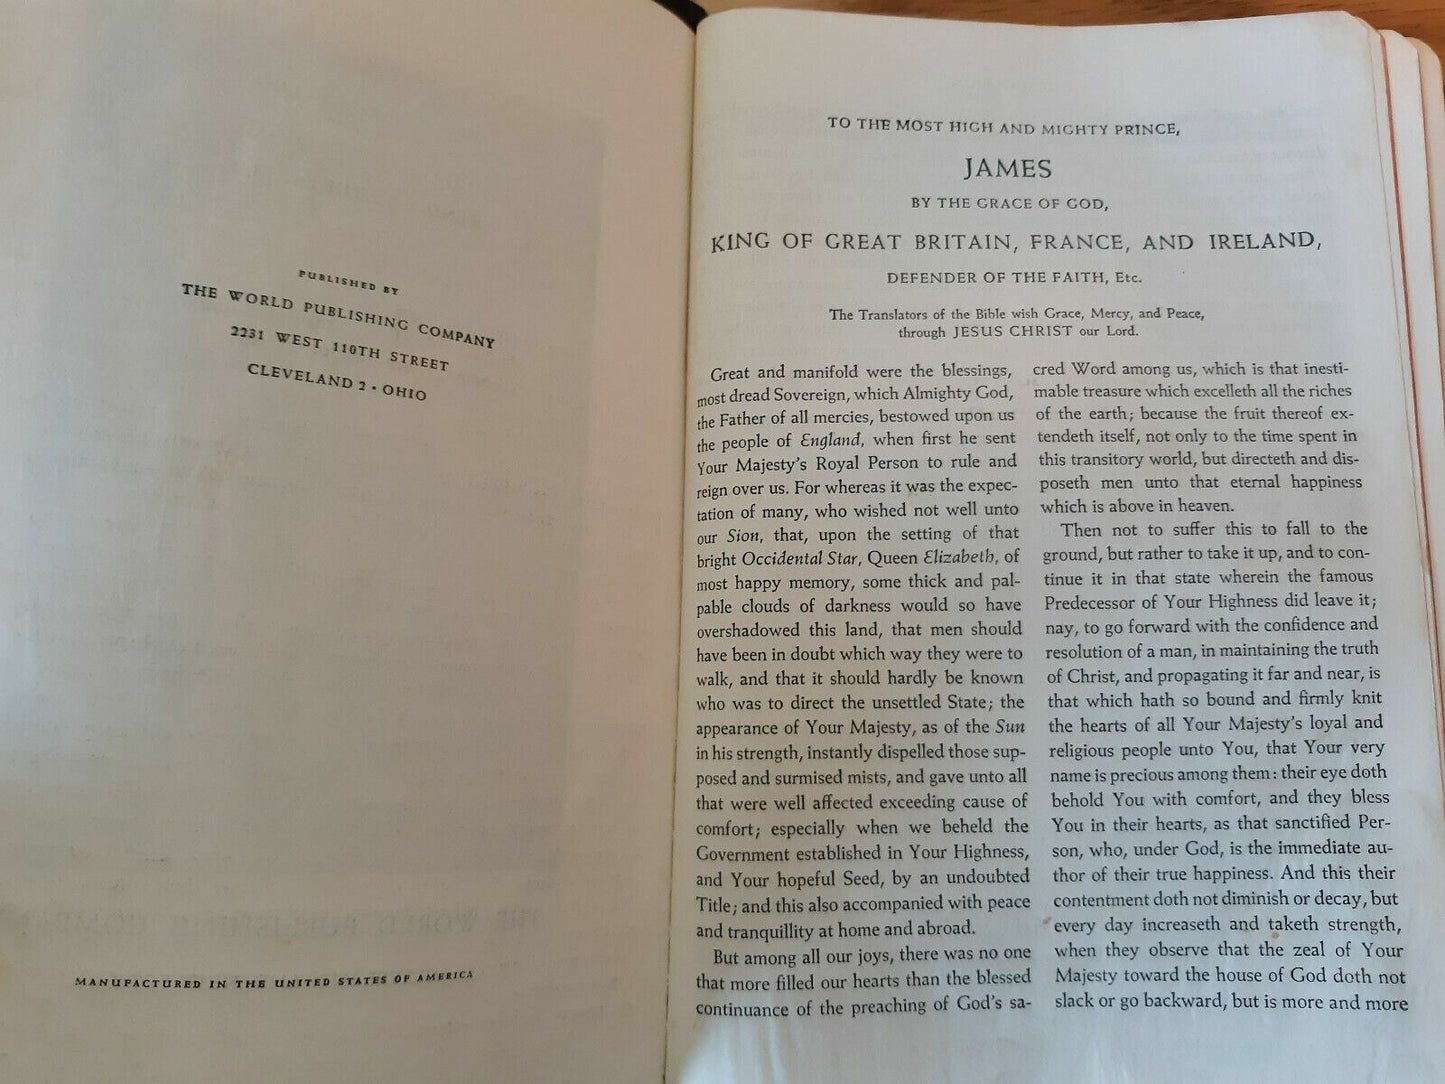 PUBLISHED BY
THE WORLD PUBLISHING COMPANY
2231 WEST 110TH STREET
CLEVELAND 2 • OHIO
MANUFACTURED IN THE UNITED STATES OF AMERICA
TO THE MOST HIGH AND MIGHTY PRINCE,
JAMES
BY THE GRACE OF GOD,
KING OF GREAT BRITAIN, FRANCE, AND IRELAND,
DEFENDER OF THE FAITH, Etc.
The Translators of the Bible wish Grace, Mercy, and Peace,
through JESUS CHRIST our Lord.
Great and manifold were the blessings,
most dread Sovereign, which Almighty God,
the Father of all mercies, bestowed upon us
the people of England, when first he sent
Your Majesty's Royal Person to rule and
reign over us. For whereas it was the expec-
tation of many, who wished not well unto
our Sion, that, upon the setting of that
bright Occidental Star, Queen Elizabeth, of
most happy memory, some thick and pal-
pable clouds of darkness would so have
overshadowed this land, that men should
have been in doubt which way they were to
walk, and that it should hardly be known
who was to direct the unsettled State; the
appearance of Your Majesty, as of the Sun
in his strength, instantly dispelled those sup-
posed and surmised mists, and gave unto all
that were well affected exceeding cause of
comfort; especially when we beheld the
Government established in Your Highness,
and Your hopeful Seed, by an undoubted
Title; and this also accompanied with peace
and tranquillity at home and abroad.
But among all our joys, there was no one
that more filled our hearts than the blessed
continuance of the preaching of God's sa-
cred Word among us, which is that inesti-
mable treasure which excelleth all the riches
of the earth; because the fruit thereof ex-
tendeth itself, not only to the time spent in
this transitory world, but directeth and dis-
poseth men unto that eternal happiness
which is above in heaven.
Then not to suffer this to fall to the
ground, but rather to take it up, and to con-
tinue it in that state wherein the famous
Predecessor of Your Highness did leave it;
nay, to go forward with the confidence and
resolution of a man, in maintaining the truth
of Christ, and propagating it far and near, is
that which hath so bound and firmly knit
the hearts of all Your Majesty's loyal and
religious people unto You, that Your very
name is precious among them: their eye doth
behold You with comfort, and they bless
You in their hearts, as that sanctified Per-
son, who, under God, is the immediate au-
thor of their true happiness. And this their
contentment doth not diminish or decay, but
every day increaseth and taketh strength,
when they observe that the zeal of Your
Majesty toward the house of God doth not
slack or go backward, but is more and more